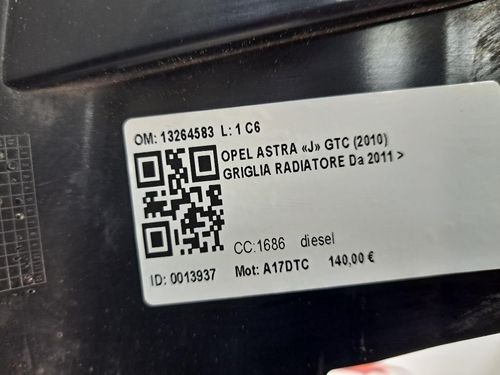 OM: 13264583 L: 1 C6
OPEL ASTRA «J» GTC (2010)
GRIGLIA RADIATORE Da 2011 >
CC:1686 diesel
ID: 0013937 Mot: A17DTC 140,00 €